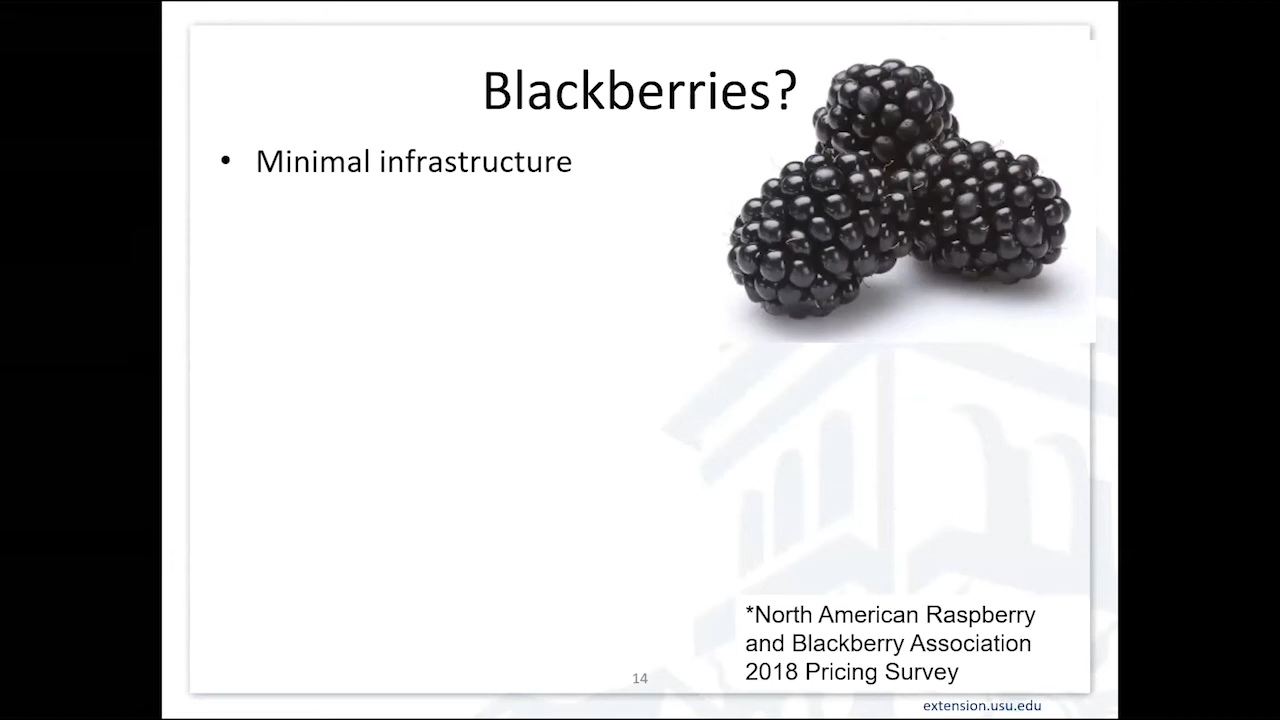 Blackberries?
• Minimal infrastructure
*North American Raspberry
and Blackberry Association
2018 Pricing Survey
14
extension.usu.edu